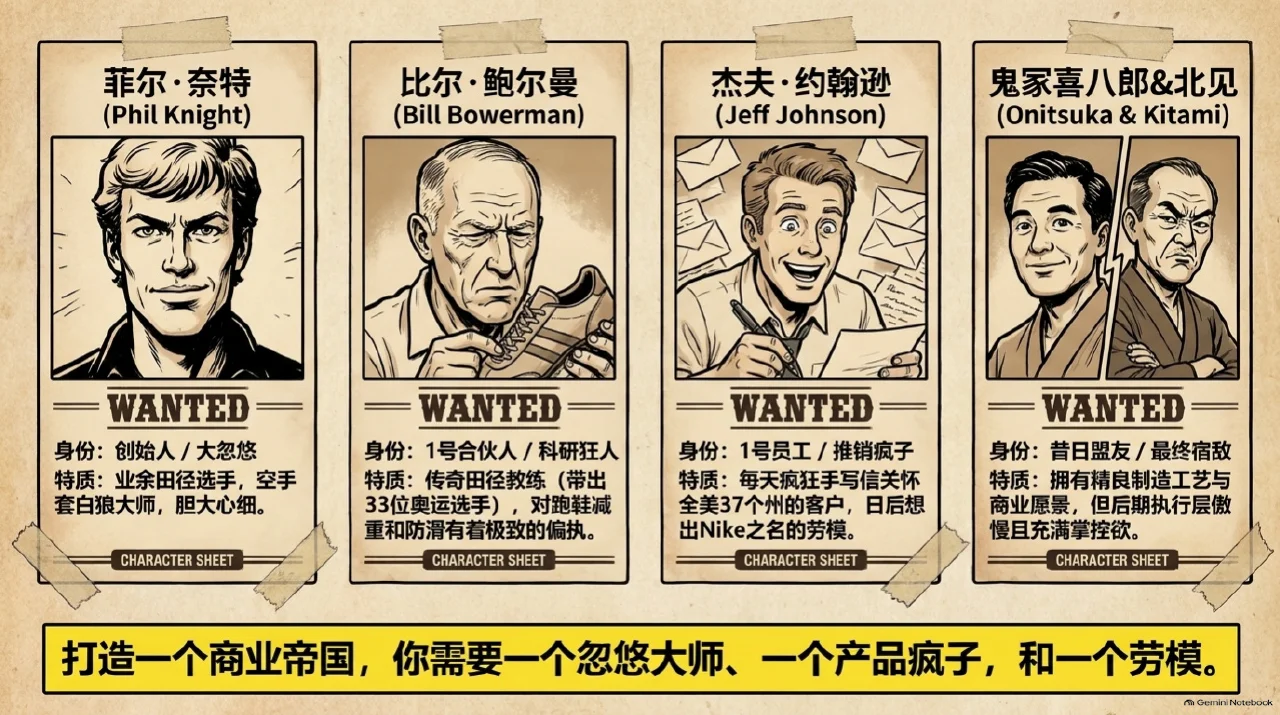 菲尔·奈特
(Phil Knight)
WANTED
身份：创始人 / 大忽悠
特质：业余田径选手，空手
套白狼大师，胆大心细。
CHARACTER SHEET
比尔·鲍尔曼
(Bill Bowerman)
WANTED
身份：1号合伙人 / 科研狂人
特质：传奇田径教练（带出
33位奥运选手），对跑鞋减
重和防滑有着极致的偏执。
CHARACTER SHEET
杰夫·约翰逊
(Jeff Johnson)
WANTED
身份：1号员工 / 推销疯子
特质：每天疯狂手写信关怀
全美37个州的客户，日后想
出Nike之名的劳模。
CHARACTER SHEET
鬼冢喜八郎&北见
(Onitsuka & Kitami)
WANTED
身份：昔日盟友 / 最终宿敌
特质：拥有精良制造工艺与
商业愿景，但后期执行层傲
慢且充满掌控欲。
CHARACTER SHEET
打造一个商业帝国，你需要一个忽悠大师、一个产品疯子，和一个劳模。
Gemini Notebook